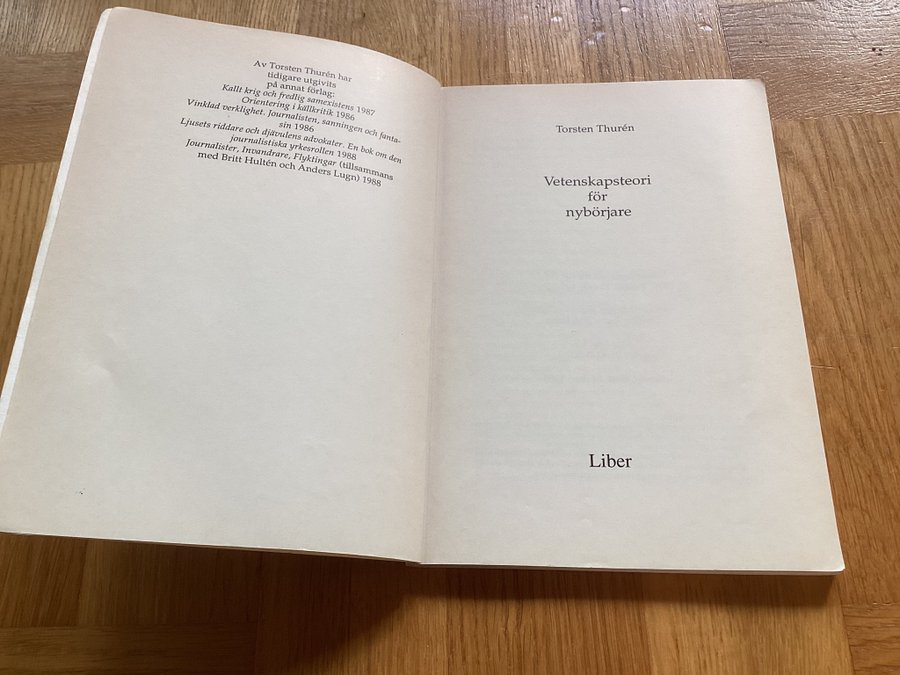 Av Torsten Thurén har
tidigare utgivits
på annat förlag:
Kallt krig och fredlig samexistens 1987
Orientering i källkritik 1986
Vinklad verklighet. Journalisten, sanningen och fanta-
sin 1986
Ljusets riddare och djävulens advokater. En bok om den
journalistiska yrkesrollen 1988
Journalister, Invandrare, Flyktingar (tillsammans
med Britt Hultén och Anders Lugn) 1988
Torsten Thurén
Vetenskapsteori
för
nybörjare
Liber